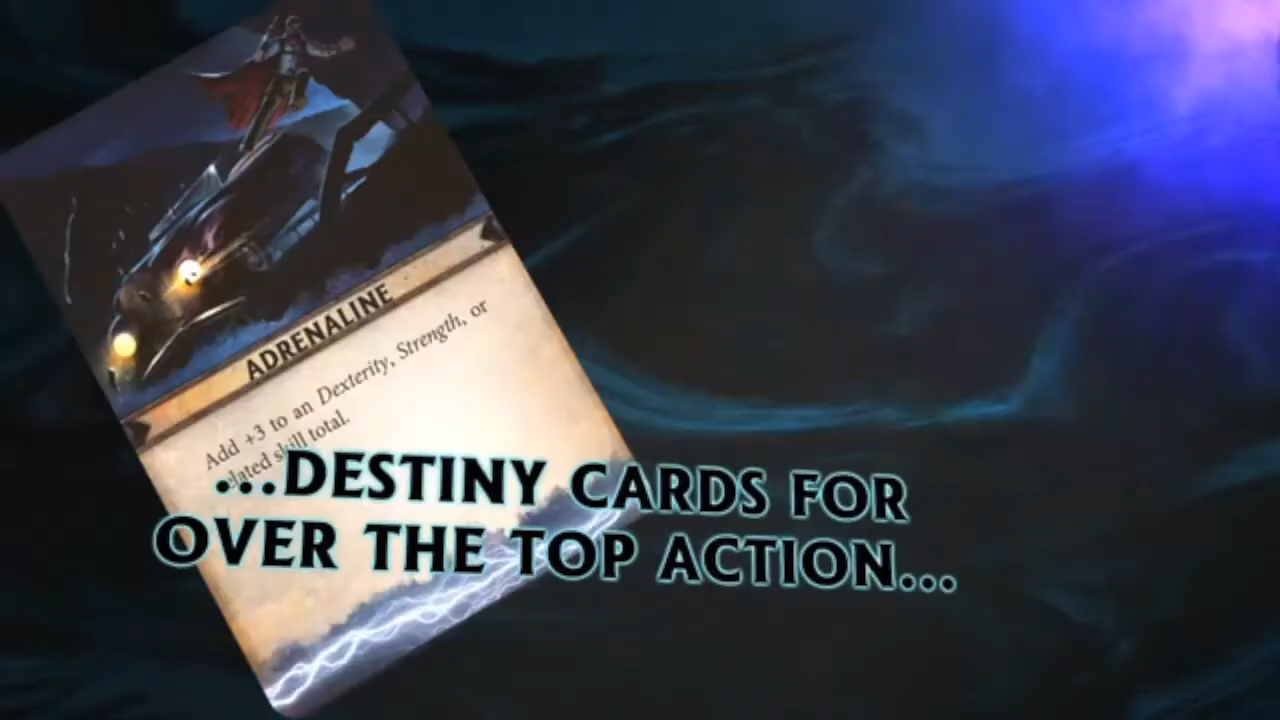 ADRENALINE
Add +3 to an Dexterity, Strength, or
related skill total.
...DESTINY CARDS FOR
OVER THE TOP ACTION...